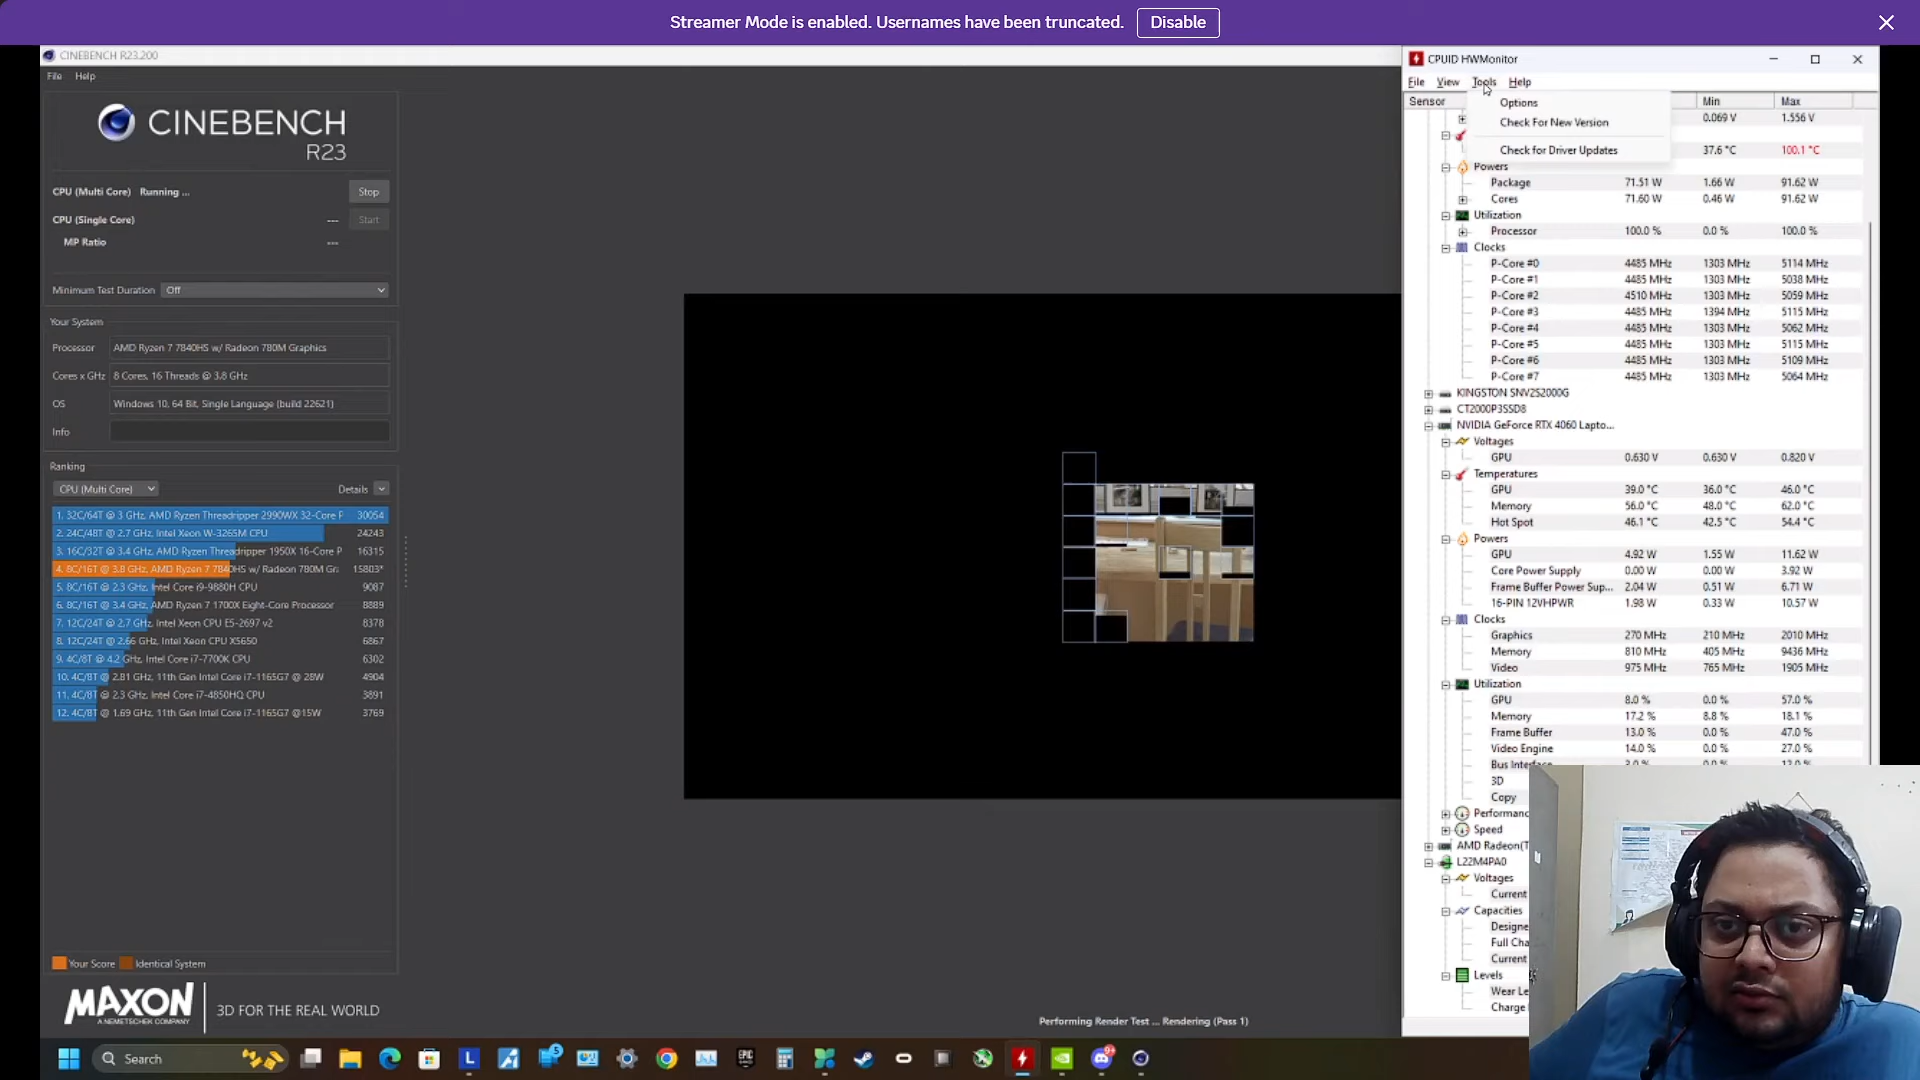 Streamer Mode is enabled. Usernames have been truncated. Disable
CINEBENCH R23.200
File Help
CINEBENCH
R23
CPU (Multi Core) Running ... Stop
CPU (Single Core) --- Start
MP Ratio ---
Minimum Test Duration Off
Your System
Processor AMD Ryzen 7 7840HS w/ Radeon 780M Graphics
Cores x GHz 8 Cores, 16 Threads @ 3.8 GHz
OS Windows 10, 64 Bit, Single Language (build 22621)
Info
Ranking
CPU (Multi Core) Details
1. 32C/64T @ 3 GHz, AMD Ryzen Threadripper 2990WX 32-Core P 30054
2. 24C/48T @ 2.7 GHz, Intel Xeon W-3265M CPU 24243
3. 16C/32T @ 3.4 GHz, AMD Ryzen Threadripper 1950X 16-Core P 16315
4. 8C/16T @ 3.8 GHz, AMD Ryzen 7 7840HS w/ Radeon 780M Gra 15803*
5. 8C/16T @ 2.3 GHz, Intel Core i9-9880H CPU 9087
6. 8C/16T @ 3.4 GHz, AMD Ryzen 7 1700X Eight-Core Processor 8889
7. 12C/24T @ 2.7 GHz, Intel Xeon CPU E5-2697 v2 8378
8. 12C/24T @ 2.66 GHz, Intel Xeon CPU X5650 6867
9. 4C/8T @ 4.2 GHz, Intel Core i7-7700K CPU 6302
10. 4C/8T @ 2.81 GHz, 11th Gen Intel Core i7-1165G7 @ 28W 4904
11. 4C/8T @ 2.3 GHz, Intel Core i7-4850HQ CPU 3891
12. 4C/8T @ 1.69 GHz, 11th Gen Intel Core i7-1165G7 @15W 3769
Your Score Identical System
MAXON
A NEMETSCHEK COMPANY
3D FOR THE REAL WORLD
Performing Render Test ... Rendering (Pass 1)
CPUID HWMonitor
File View Tools Help
Options
Check For New Version
Check for Driver Updates
Sensor Min Max
0.069 V 1.556 V
37.6 °C 100.1 °C
Powers
Package 71.51 W 1.66 W 91.62 W
Cores 71.60 W 0.46 W 91.62 W
Utilization
Processor 100.0 % 0.0 % 100.0 %
Clocks
P-Core #0 4485 MHz 1303 MHz 5114 MHz
P-Core #1 4485 MHz 1303 MHz 5038 MHz
P-Core #2 4510 MHz 1303 MHz 5059 MHz
P-Core #3 4485 MHz 1394 MHz 5115 MHz
P-Core #4 4485 MHz 1303 MHz 5062 MHz
P-Core #5 4485 MHz 1303 MHz 5115 MHz
P-Core #6 4485 MHz 1303 MHz 5109 MHz
P-Core #7 4485 MHz 1303 MHz 5064 MHz
KINGSTON SNV2S2000G
CT2000P3SSD8
NVIDIA GeForce RTX 4060 Lapto...
Voltages
GPU 0.630 V 0.630 V 0.820 V
Temperatures
GPU 39.0 °C 36.0 °C 46.0 °C
Memory 56.0 °C 48.0 °C 62.0 °C
Hot Spot 46.1 °C 42.5 °C 54.4 °C
Powers
GPU 4.92 W 1.55 W 11.62 W
Core Power Supply 0.00 W 0.00 W 3.92 W
Frame Buffer Power Sup... 2.04 W 0.51 W 6.71 W
16-PIN 12VHPWR 1.98 W 0.33 W 10.57 W
Clocks
Graphics 270 MHz 210 MHz 2010 MHz
Memory 810 MHz 405 MHz 9436 MHz
Video 975 MHz 765 MHz 1905 MHz
Utilization
GPU 8.0 % 0.0 % 57.0 %
Memory 17.2 % 8.8 % 18.1 %
Frame Buffer 13.0 % 0.0 % 47.0 %
Video Engine 14.0 % 0.0 % 27.0 %
Bus Interface
3D
Copy
Performanc
Speed
AMD Radeon(T
L22M4PA0
Voltages
Current
Capacities
Designe
Full Cha
Current
Levels
Wear Le
Charge
Search